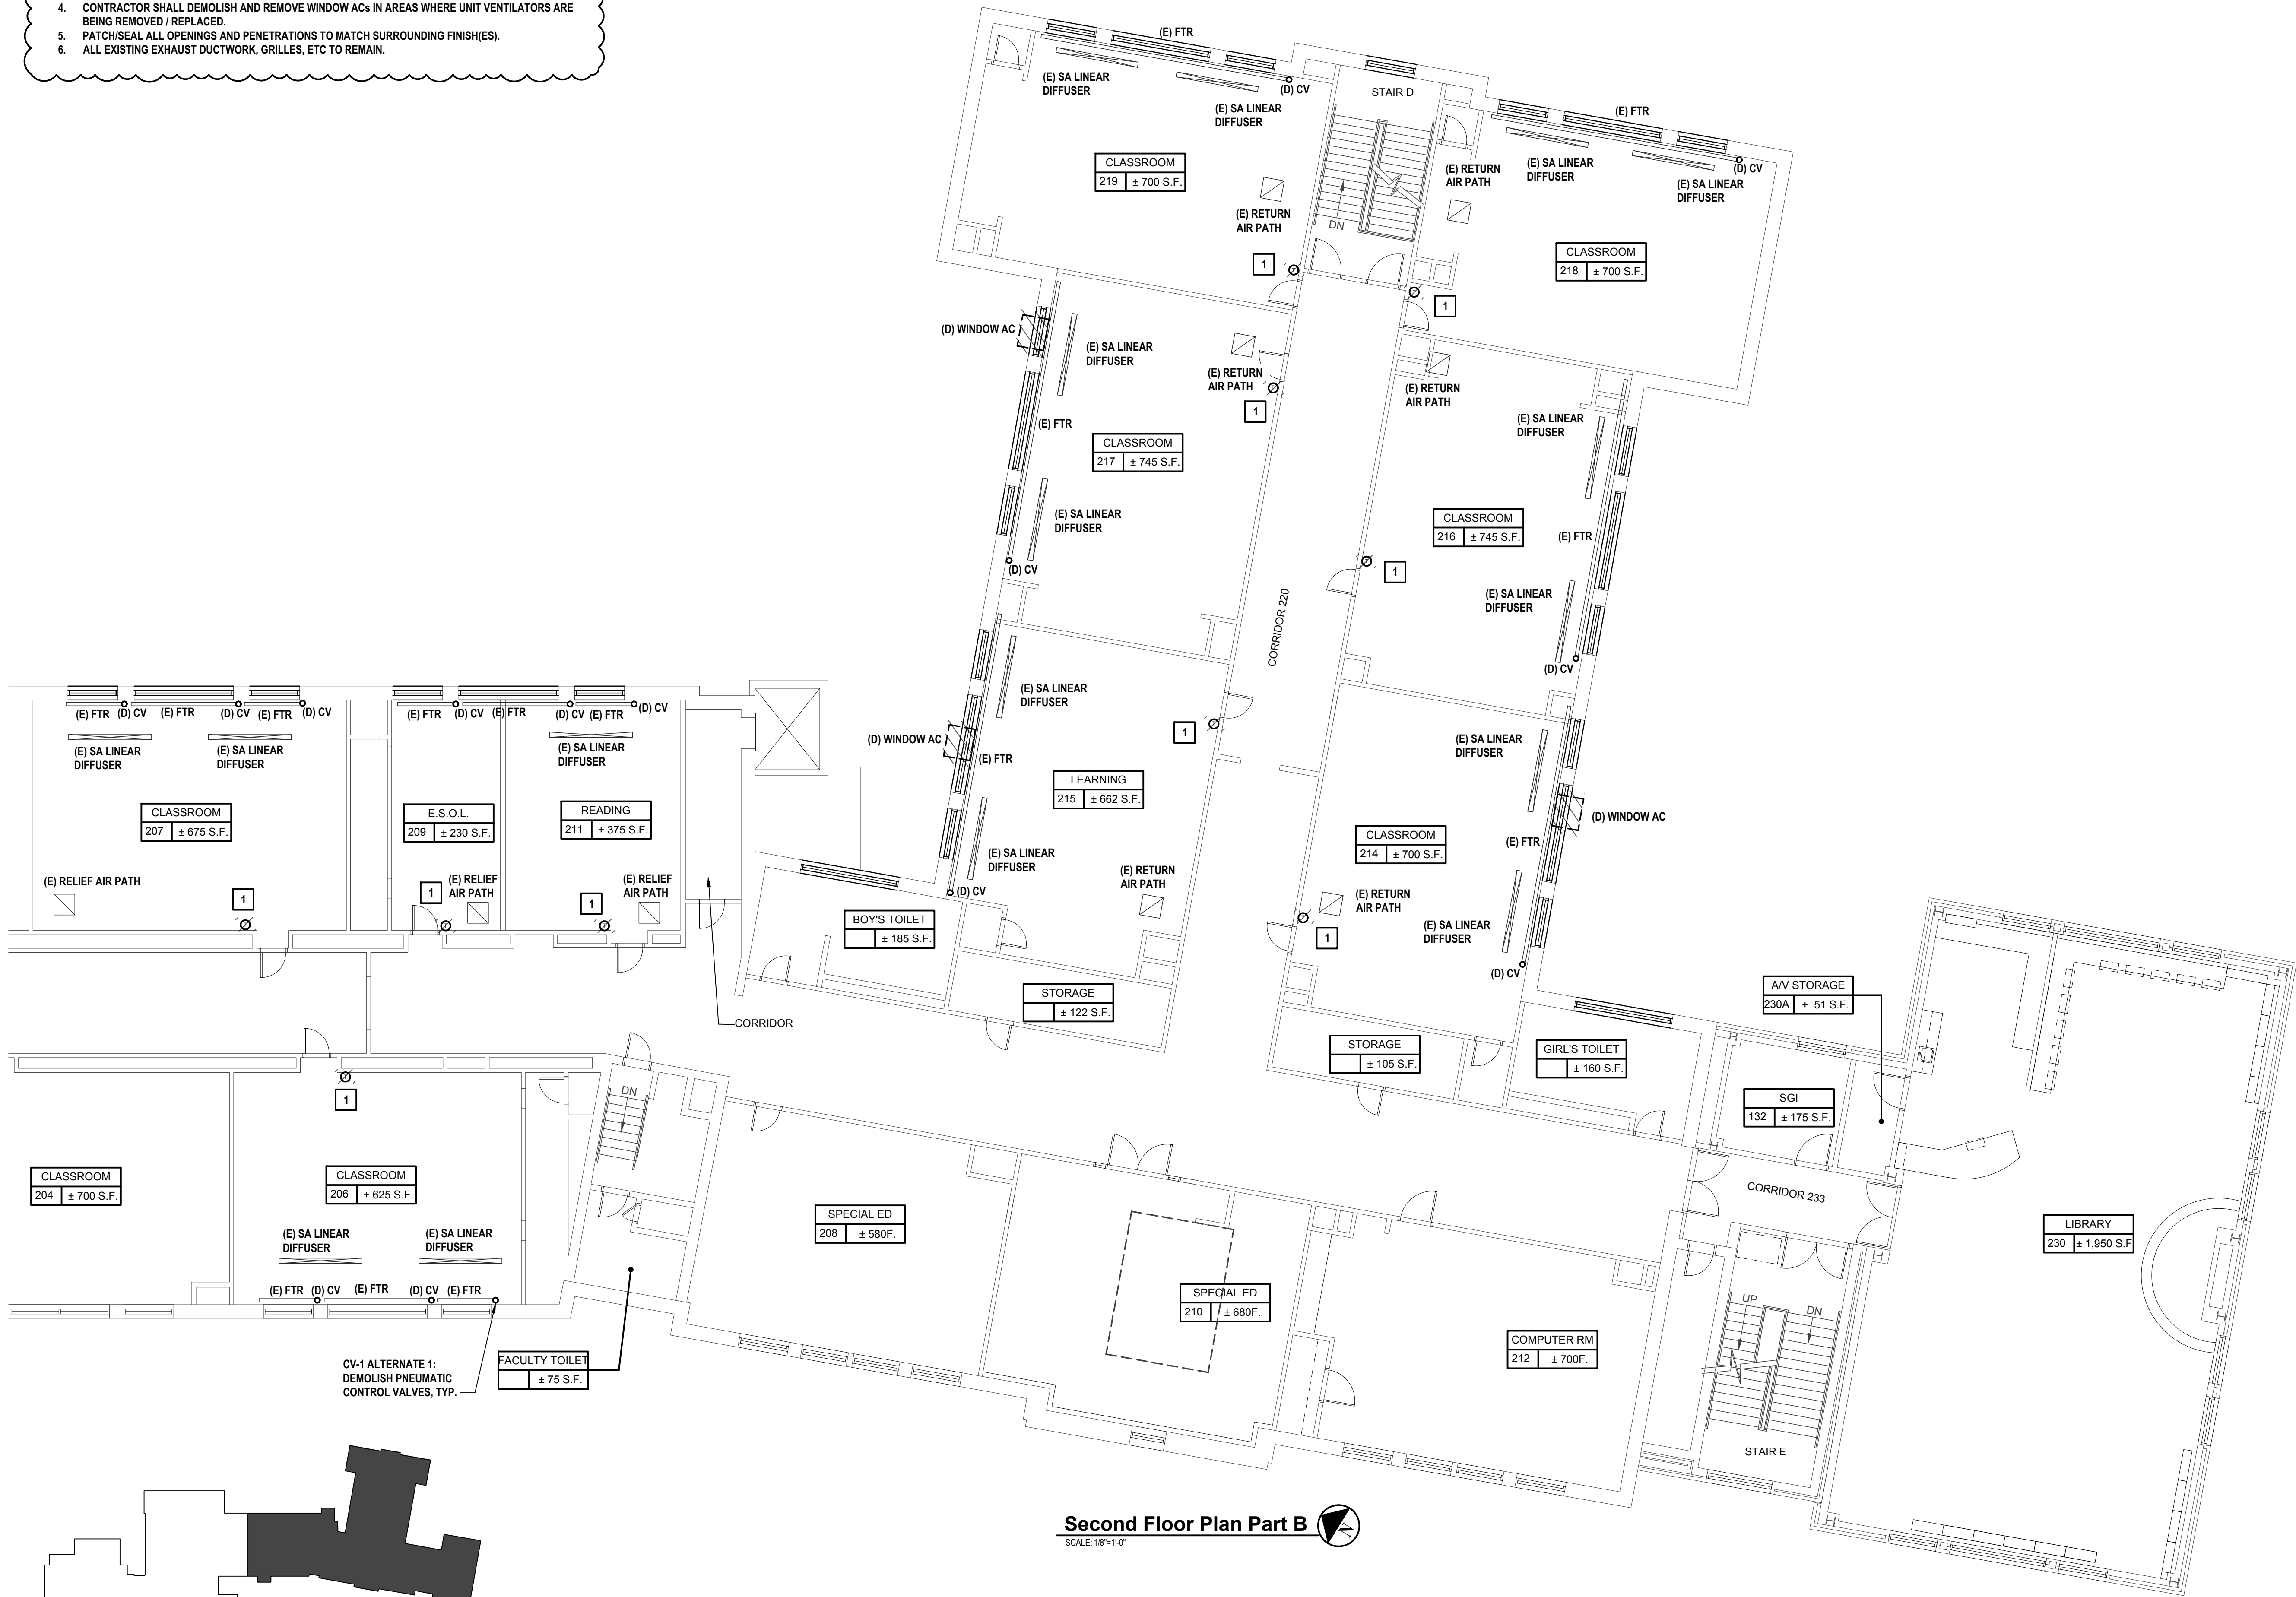 4. CONTRACTOR SHALL DEMOLISH AND REMOVE WINDOW ACs IN AREAS WHERE UNIT VENTILATORS ARE
BEING REMOVED / REPLACED.
5. PATCH/SEAL ALL OPENINGS AND PENETRATIONS TO MATCH SURROUNDING FINISH(ES).
6. ALL EXISTING EXHAUST DUCTWORK, GRILLES, ETC TO REMAIN.
(E) FTR
(E) SA LINEAR
DIFFUSER
(D) CV
(E) SA LINEAR
DIFFUSER
CLASSROOM
219 ± 700 S.F.
(E) RETURN
AIR PATH
1
STAIR D
DN
(E) FTR
(E) RETURN
AIR PATH
(E) SA LINEAR
DIFFUSER
(D) CV
(E) SA LINEAR
DIFFUSER
CLASSROOM
218 ± 700 S.F.
1
(D) WINDOW AC
(E) SA LINEAR
DIFFUSER
(E) RETURN
AIR PATH
1
(E) FTR
CLASSROOM
217 ± 745 S.F.
(E) SA LINEAR
DIFFUSER
(D) CV
(E) RETURN
AIR PATH
(E) SA LINEAR
DIFFUSER
CLASSROOM
216 ± 745 S.F.
(E) FTR
1
(E) SA LINEAR
DIFFUSER
(D) CV
CORRIDOR 220
(E) SA LINEAR
DIFFUSER
1
(D) WINDOW AC
(E) FTR
LEARNING
215 ± 662 S.F.
(E) SA LINEAR
DIFFUSER
(E) RETURN
AIR PATH
(D) CV
(E) SA LINEAR
DIFFUSER
(D) WINDOW AC
CLASSROOM
214 ± 700 S.F.
(E) FTR
(E) RETURN
AIR PATH
(E) SA LINEAR
DIFFUSER
1
(D) CV
(E) FTR (D) CV (E) FTR (D) CV (E) FTR (D) CV
(E) SA LINEAR
DIFFUSER
(E) SA LINEAR
DIFFUSER
CLASSROOM
207 ± 675 S.F.
(E) RELIEF AIR PATH
1
(E) FTR (D) CV (E) FTR (D) CV (E) FTR (D) CV
(E) SA LINEAR
DIFFUSER
E.S.O.L.
209 ± 230 S.F.
READING
211 ± 375 S.F.
1
(E) RELIEF
AIR PATH
1
(E) RELIEF
AIR PATH
BOY'S TOILET
± 185 S.F.
STORAGE
± 122 S.F.
CORRIDOR
STORAGE
± 105 S.F.
GIRL'S TOILET
± 160 S.F.
A/V STORAGE
230A ± 51 S.F.
SGI
132 ± 175 S.F.
CORRIDOR 233
LIBRARY
230 ± 1,950 S.F
1
DN
CLASSROOM
204 ± 700 S.F.
CLASSROOM
206 ± 625 S.F.
(E) SA LINEAR
DIFFUSER
(E) SA LINEAR
DIFFUSER
(E) FTR (D) CV (E) FTR (D) CV (E) FTR
CV-1 ALTERNATE 1:
DEMOLISH PNEUMATIC
CONTROL VALVES, TYP.
FACULTY TOILET
± 75 S.F.
SPECIAL ED
208 ± 580F.
SPECIAL ED
210 ± 680F.
COMPUTER RM
212 ± 700F.
UP
DN
STAIR E
Second Floor Plan Part B
SCALE: 1/8"=1'-0"